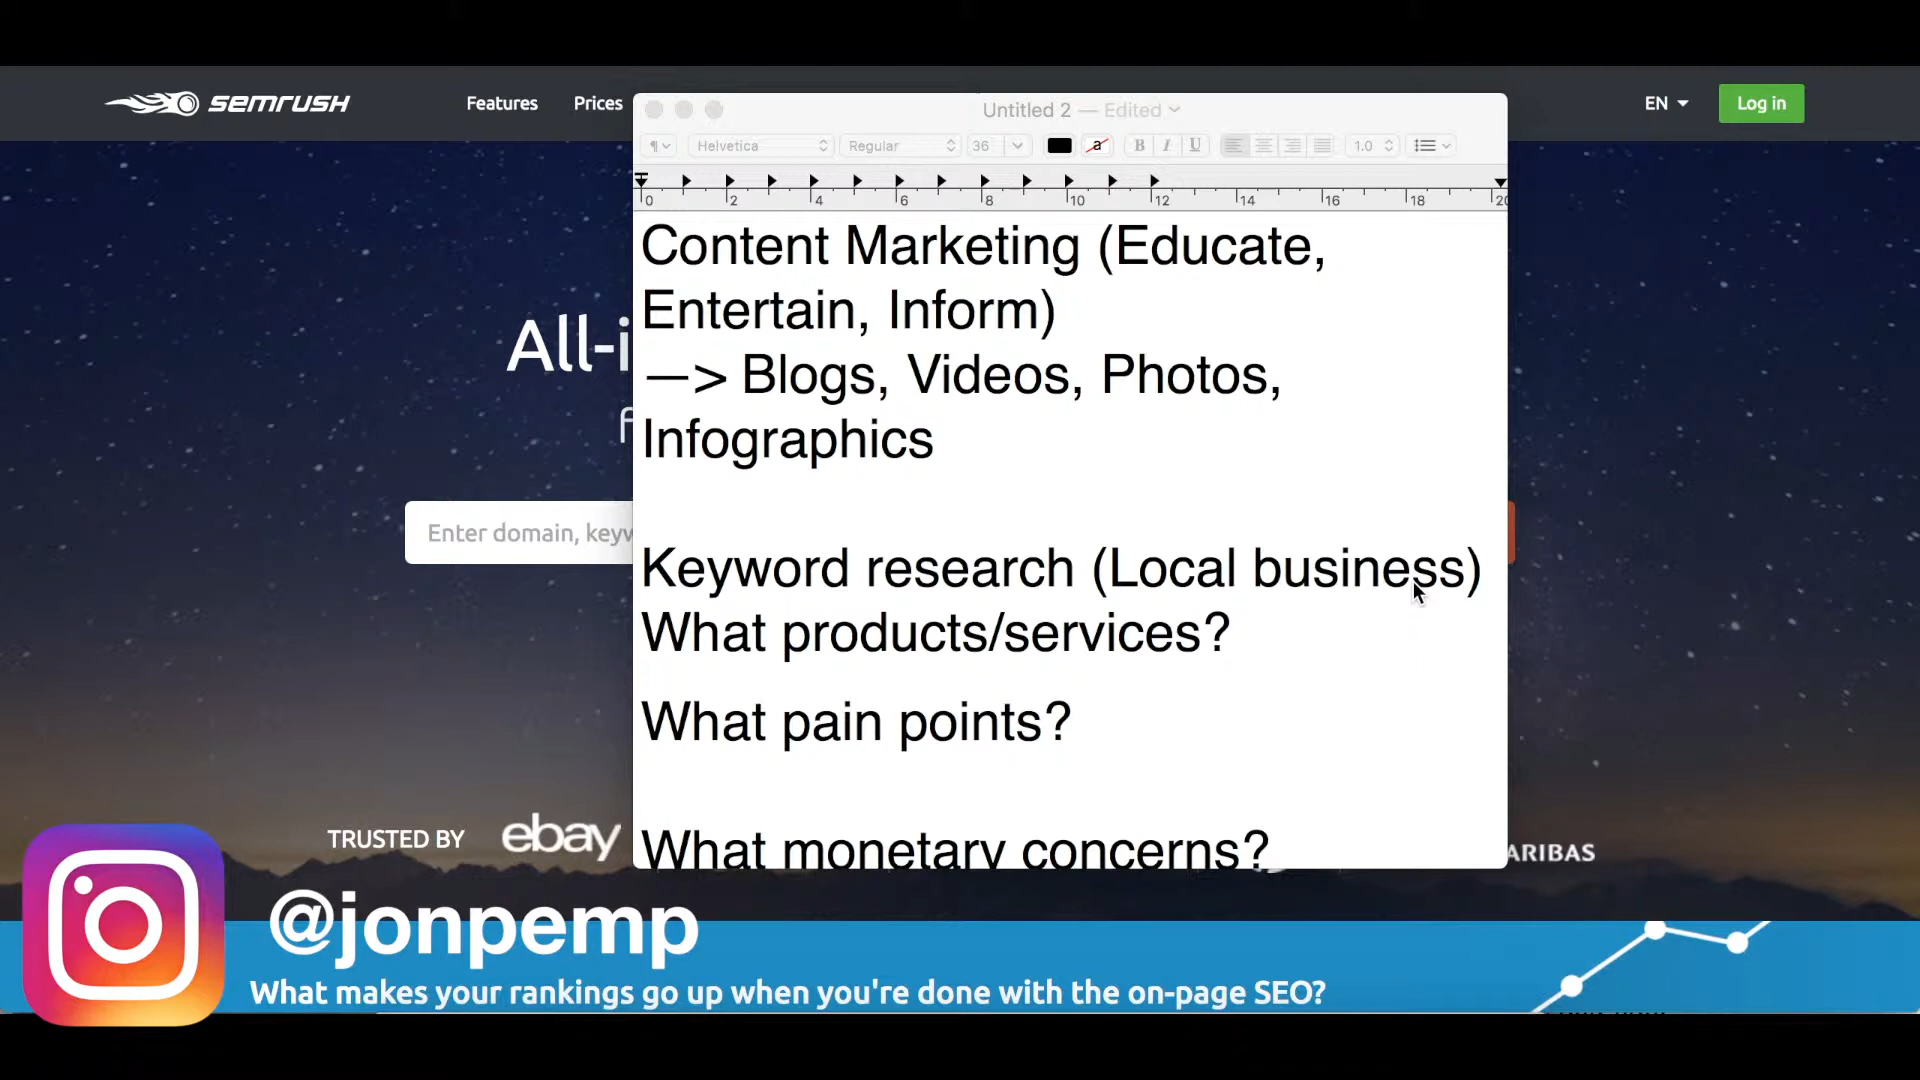 SEMRUSH
Features
Prices
EN
Log in
Untitled 2 — Edited
Helvetica
Regular
36
a
B I U
1.0
0 2 4 6 8 10 12 14 16 18 20
Content Marketing (Educate,
Entertain, Inform)
—> Blogs, Videos, Photos,
Infographics
Keyword research (Local business)
What products/services?
What pain points?
What monetary concerns?
All-i
Enter domain, keyw
TRUSTED BY
ebay
ARIBAS
@jonpemp
What makes your rankings go up when you're done with the on-page SEO?